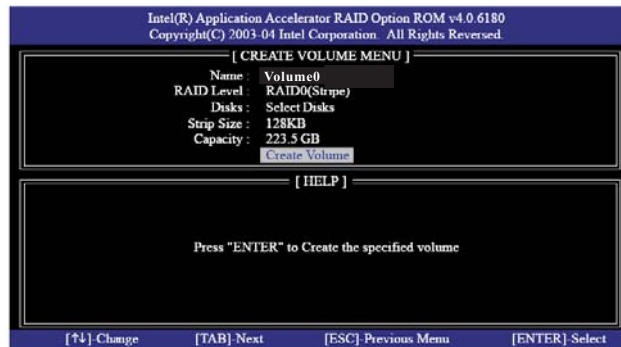 Intel(R) Application Accelerator RAID Option ROM v4.0.6180
Copyright(C) 2003-04 Intel Corporation. All Rights Reversed.
[ CREATE VOLUME MENU ]
Name : Volume0
RAID Level : RAID0(Stripe)
Disks : Select Disks
Strip Size : 128KB
Capacity : 223.5 GB
Create Volume
[ HELP ]
Press "ENTER" to Create the specified volume
[↑↓]-Change [TAB]-Next [ESC]-Previous Menu [ENTER]-Select